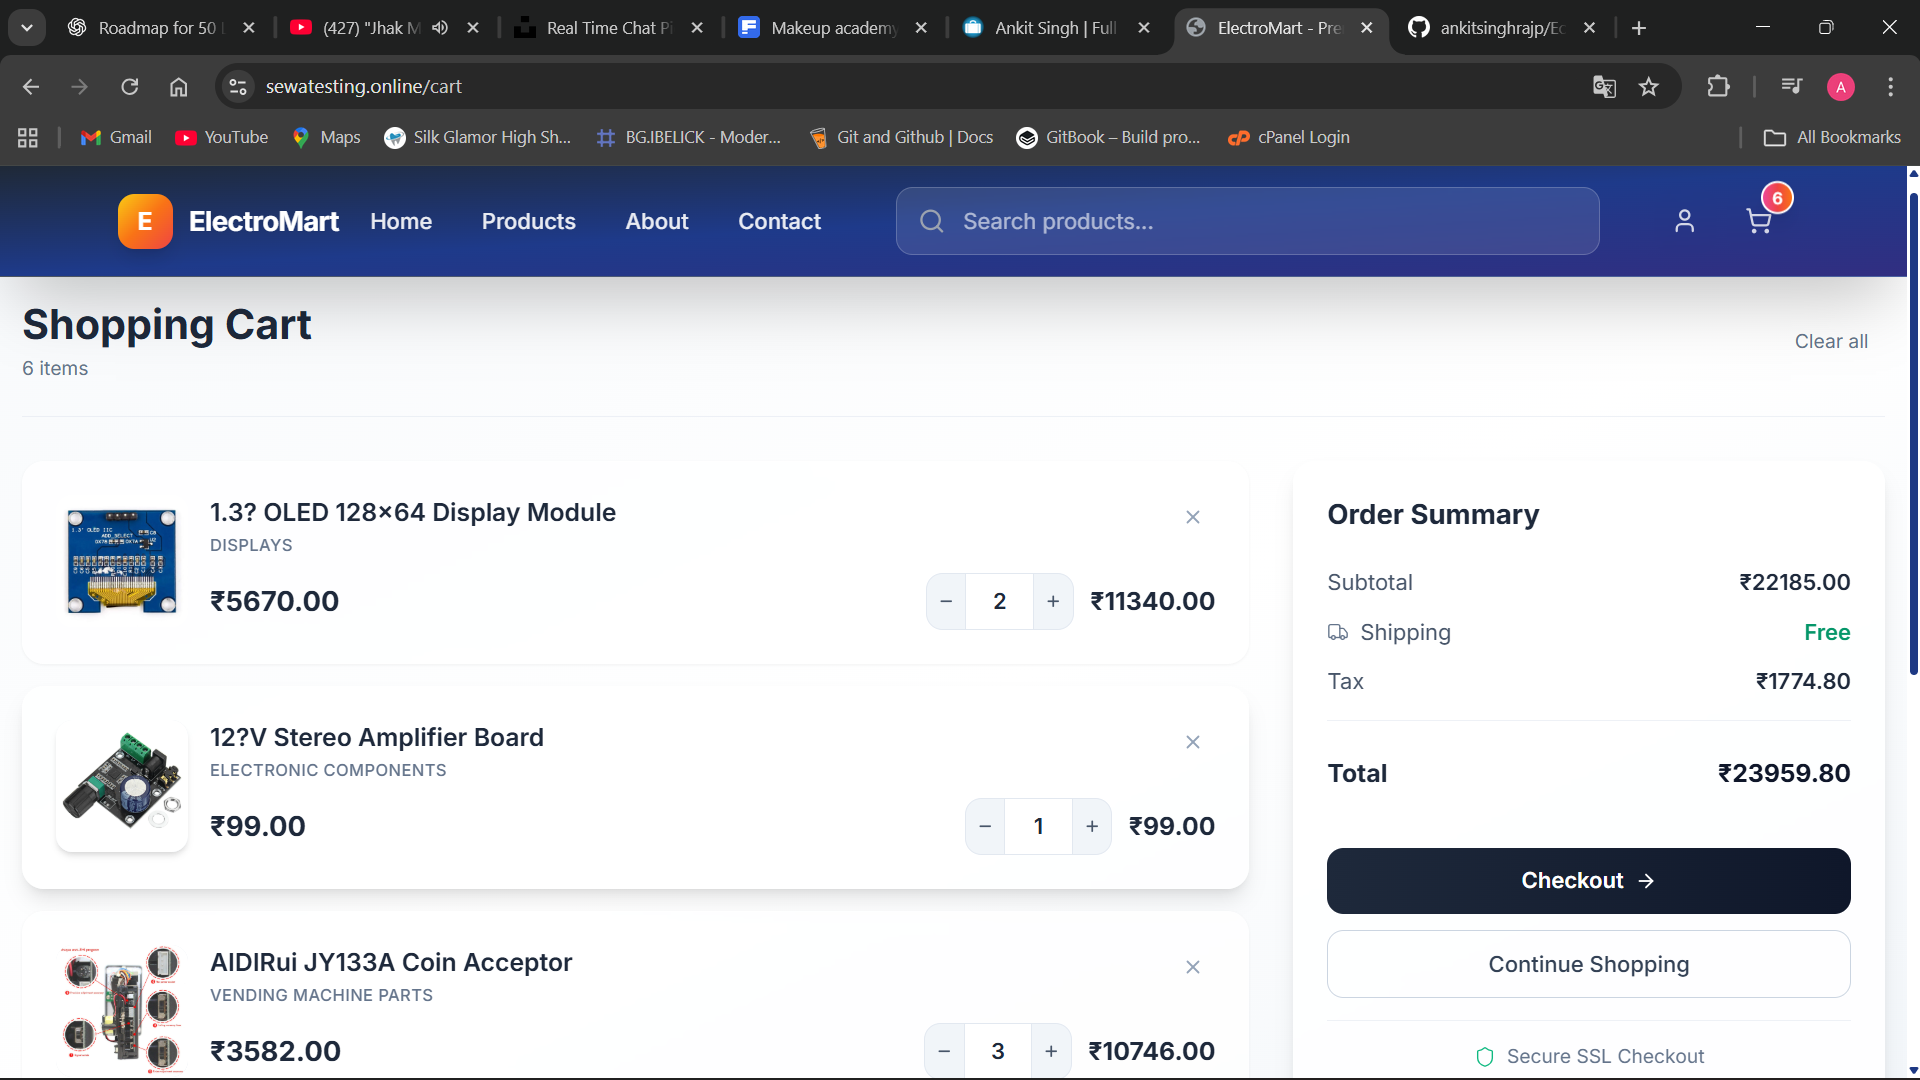 Roadmap for 50
(427) "Jhak M
Real Time Chat Pi
Makeup academy
Ankit Singh | Full
ElectroMart - Pre
ankitsinghrajp/Ec
sewatesting.online/cart
A
Gmail
YouTube
Maps
Silk Glamor High Sh...
BG.IBELICK - Moder...
Git and Github | Docs
GitBook – Build pro...
cPanel Login
All Bookmarks
E
ElectroMart
Home
Products
About
Contact
Search products...
6
Shopping Cart
6 items
Clear all
1.3? OLED 128×64 Display Module
DISPLAYS
₹5670.00
− 2 + ₹11340.00
12?V Stereo Amplifier Board
ELECTRONIC COMPONENTS
₹99.00
− 1 + ₹99.00
AIDIRui JY133A Coin Acceptor
VENDING MACHINE PARTS
₹3582.00
− 3 + ₹10746.00
Order Summary
Subtotal ₹22185.00
Shipping Free
Tax ₹1774.80
Total ₹23959.80
Checkout →
Continue Shopping
Secure SSL Checkout